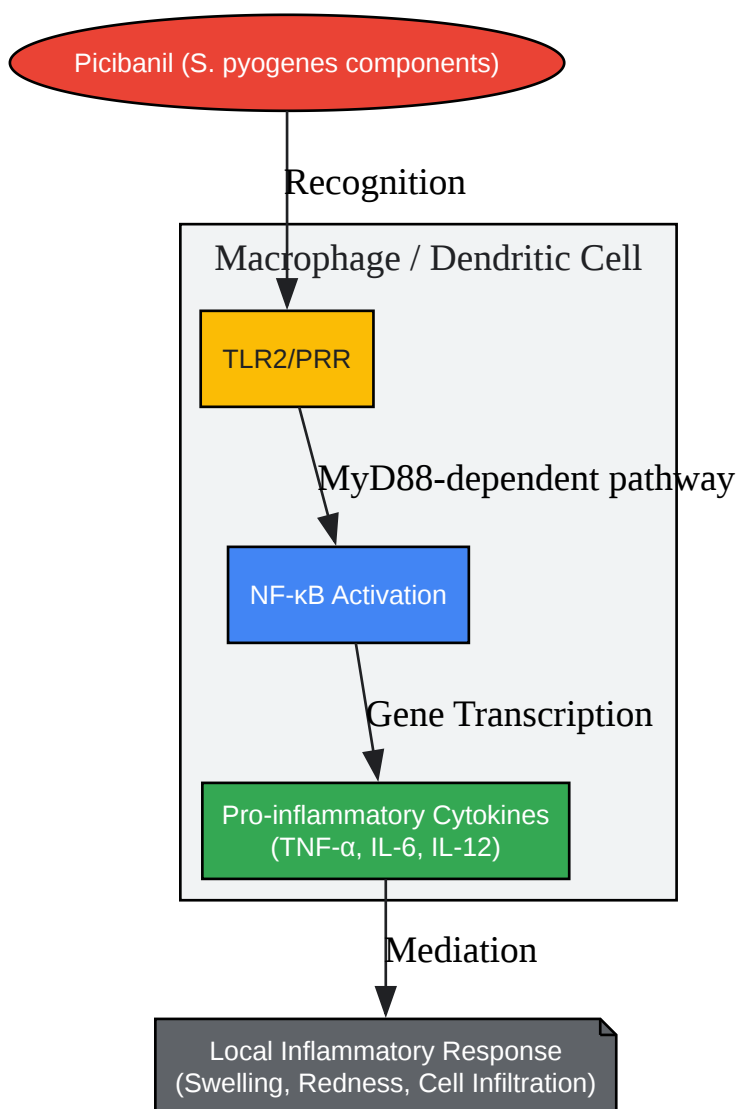 Picibanil (S. pyogenes components)
Recognition
Macrophage / Dendritic Cell
TLR2/PRR
MyD88-dependent pathway
NF-κB Activation
Gene Transcription
Pro-inflammatory Cytokines
(TNF-α, IL-6, IL-12)
Mediation
Local Inflammatory Response
(Swelling, Redness, Cell Infiltration)